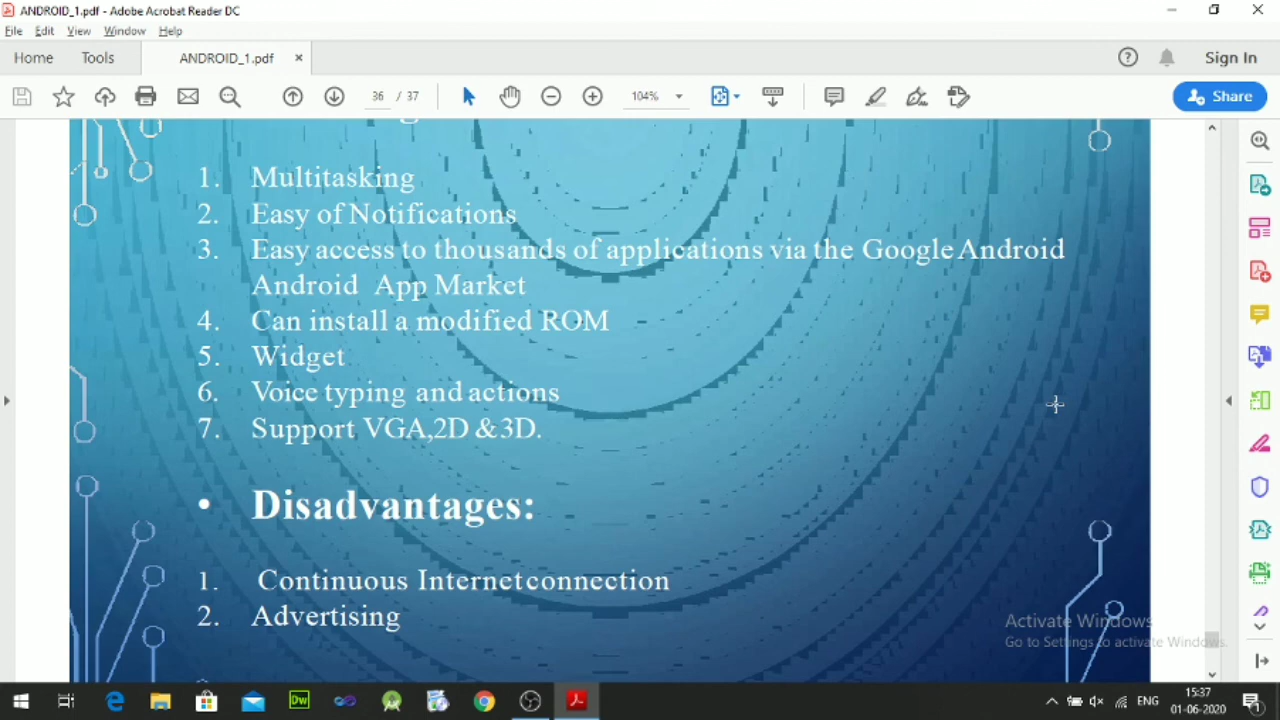 ANDROID_1.pdf - Adobe Acrobat Reader DC
File Edit View Window Help
Home Tools ANDROID_1.pdf × Sign In
36 / 37 104% Share
1. Multitasking
2. Easy of Notifications
3. Easy access to thousands of applications via the Google Android
Android App Market
4. Can install a modified ROM
5. Widget
6. Voice typing and actions
7. Support VGA,2D & 3D.
• Disadvantages:
1. Continuous Internet connection
2. Advertising
Activate Windows
Go to Settings to activate Windows.
Dw ENG 15:37
01-06-2020 1